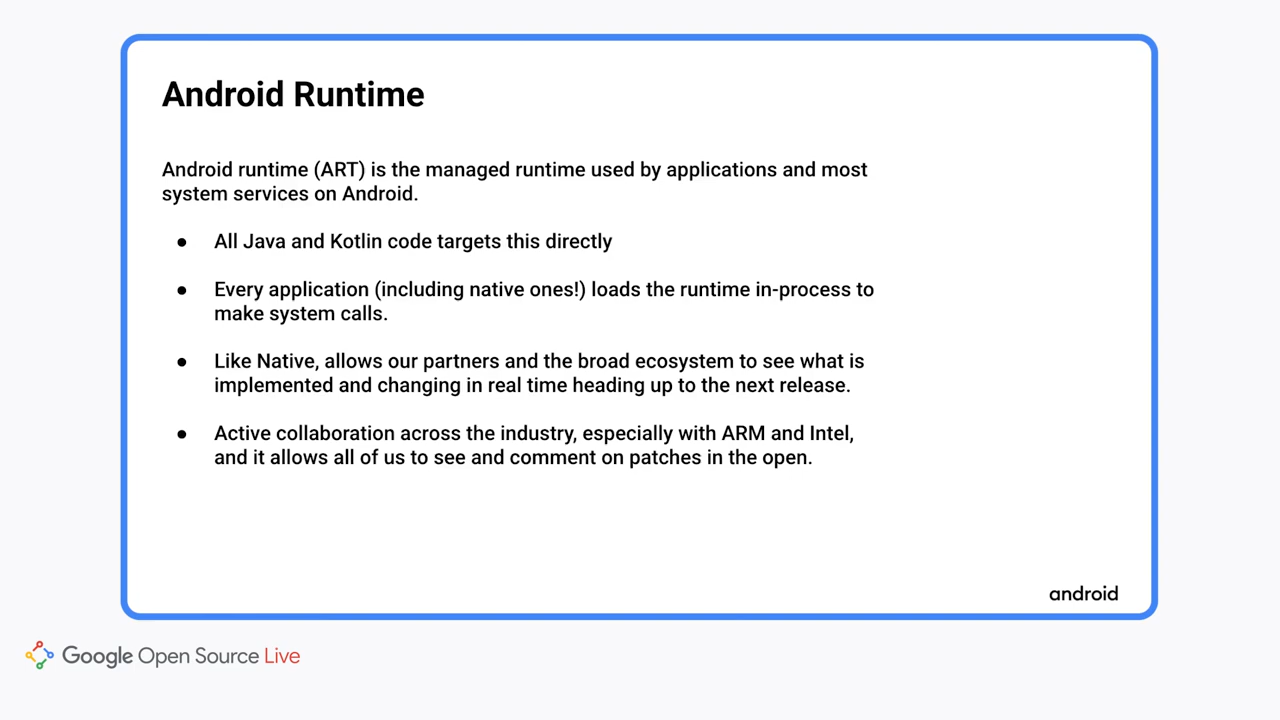 Android Runtime
Android runtime (ART) is the managed runtime used by applications and most
system services on Android.
● All Java and Kotlin code targets this directly
● Every application (including native ones!) loads the runtime in-process to
make system calls.
● Like Native, allows our partners and the broad ecosystem to see what is
implemented and changing in real time heading up to the next release.
● Active collaboration across the industry, especially with ARM and Intel,
and it allows all of us to see and comment on patches in the open.
android
Google Open Source Live